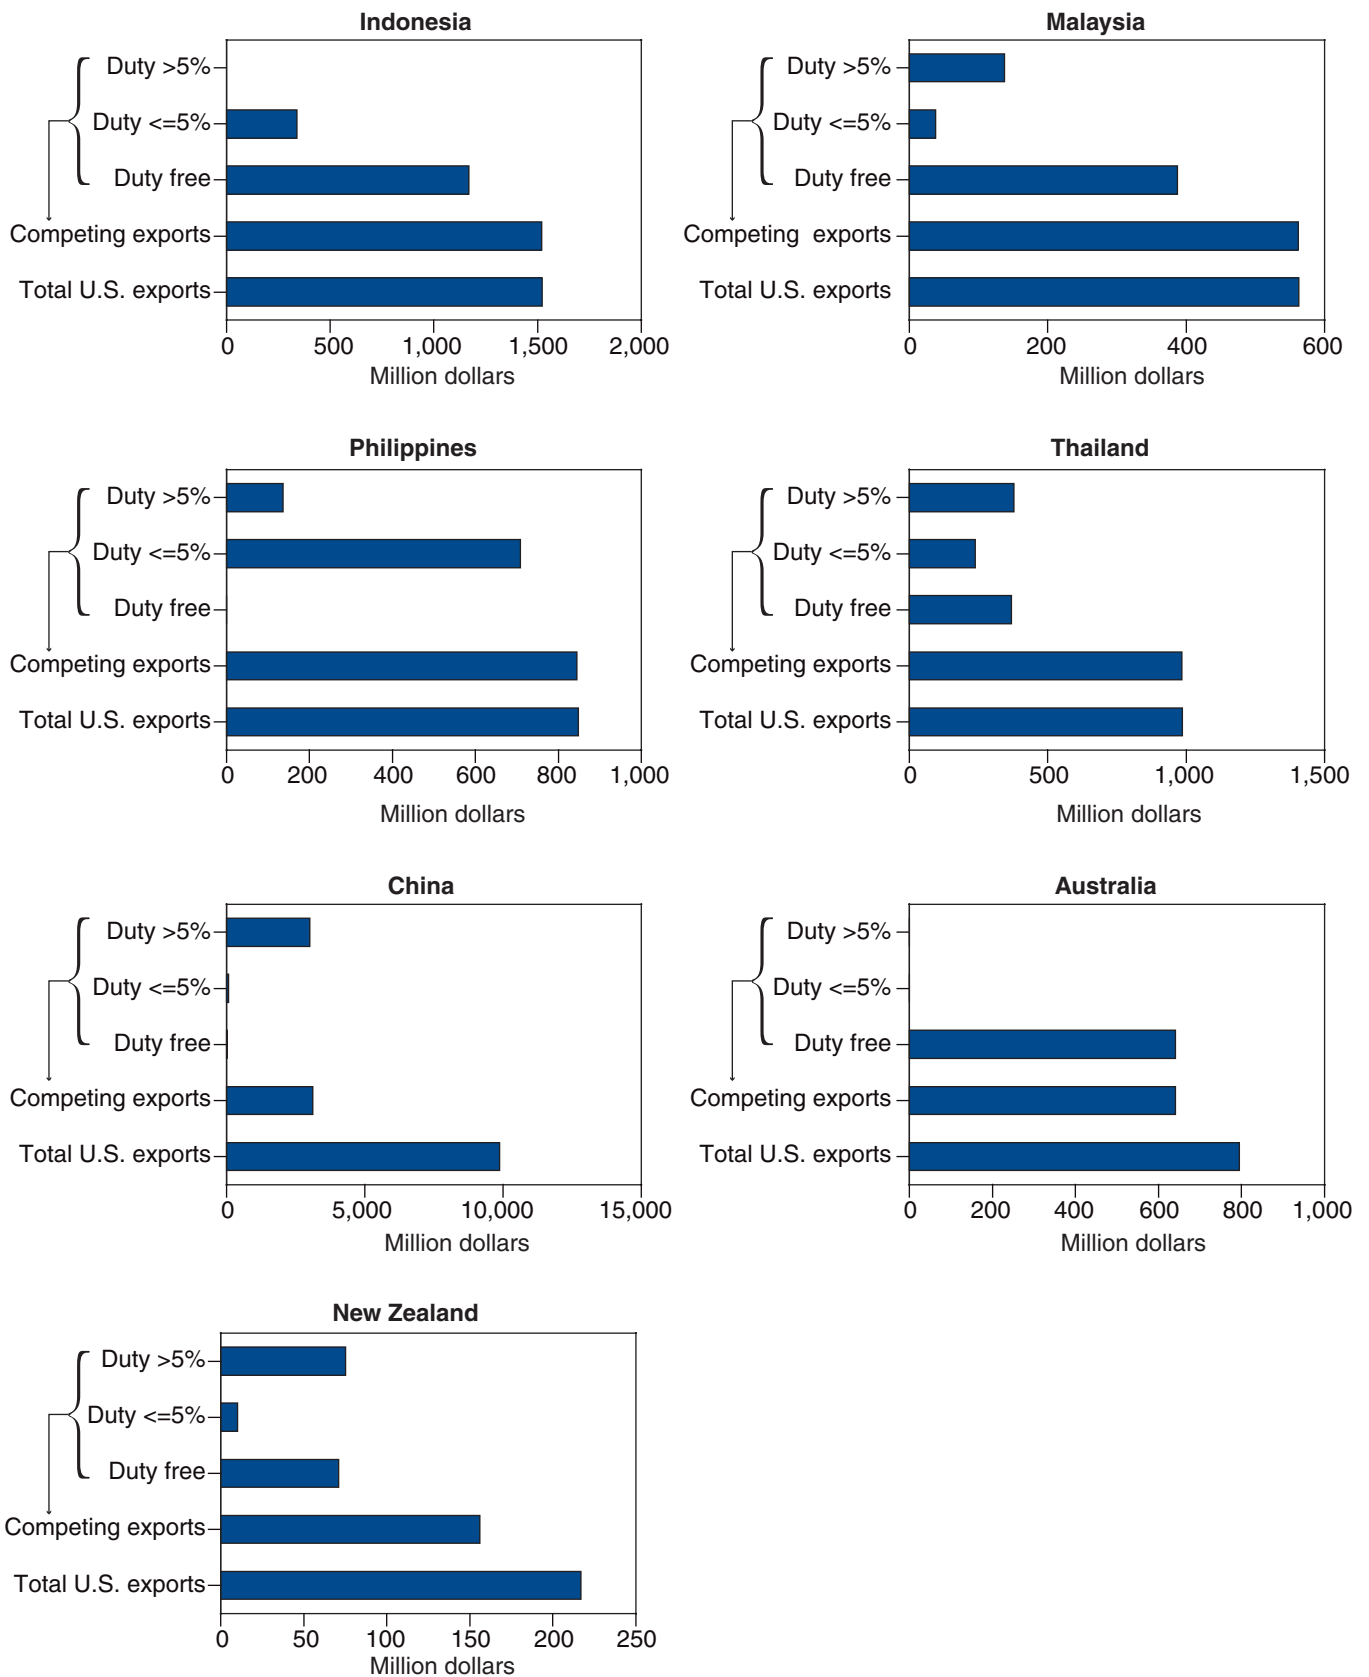 Indonesia
Duty >5%
Duty <=5%
Duty free
Competing exports
Total U.S. exports
0 500 1,000 1,500 2,000
Million dollars
Malaysia
Duty >5%
Duty <=5%
Duty free
Competing exports
Total U.S. exports
0 200 400 600
Million dollars
Philippines
Duty >5%
Duty <=5%
Duty free
Competing exports
Total U.S. exports
0 200 400 600 800 1,000
Million dollars
Thailand
Duty >5%
Duty <=5%
Duty free
Competing exports
Total U.S. exports
0 500 1,000 1,500
Million dollars
China
Duty >5%
Duty <=5%
Duty free
Competing exports
Total U.S. exports
0 5,000 10,000 15,000
Million dollars
Australia
Duty >5%
Duty <=5%
Duty free
Competing exports
Total U.S. exports
0 200 400 600 800 1,000
Million dollars
New Zealand
Duty >5%
Duty <=5%
Duty free
Competing exports
Total U.S. exports
0 50 100 150 200 250
Million dollars